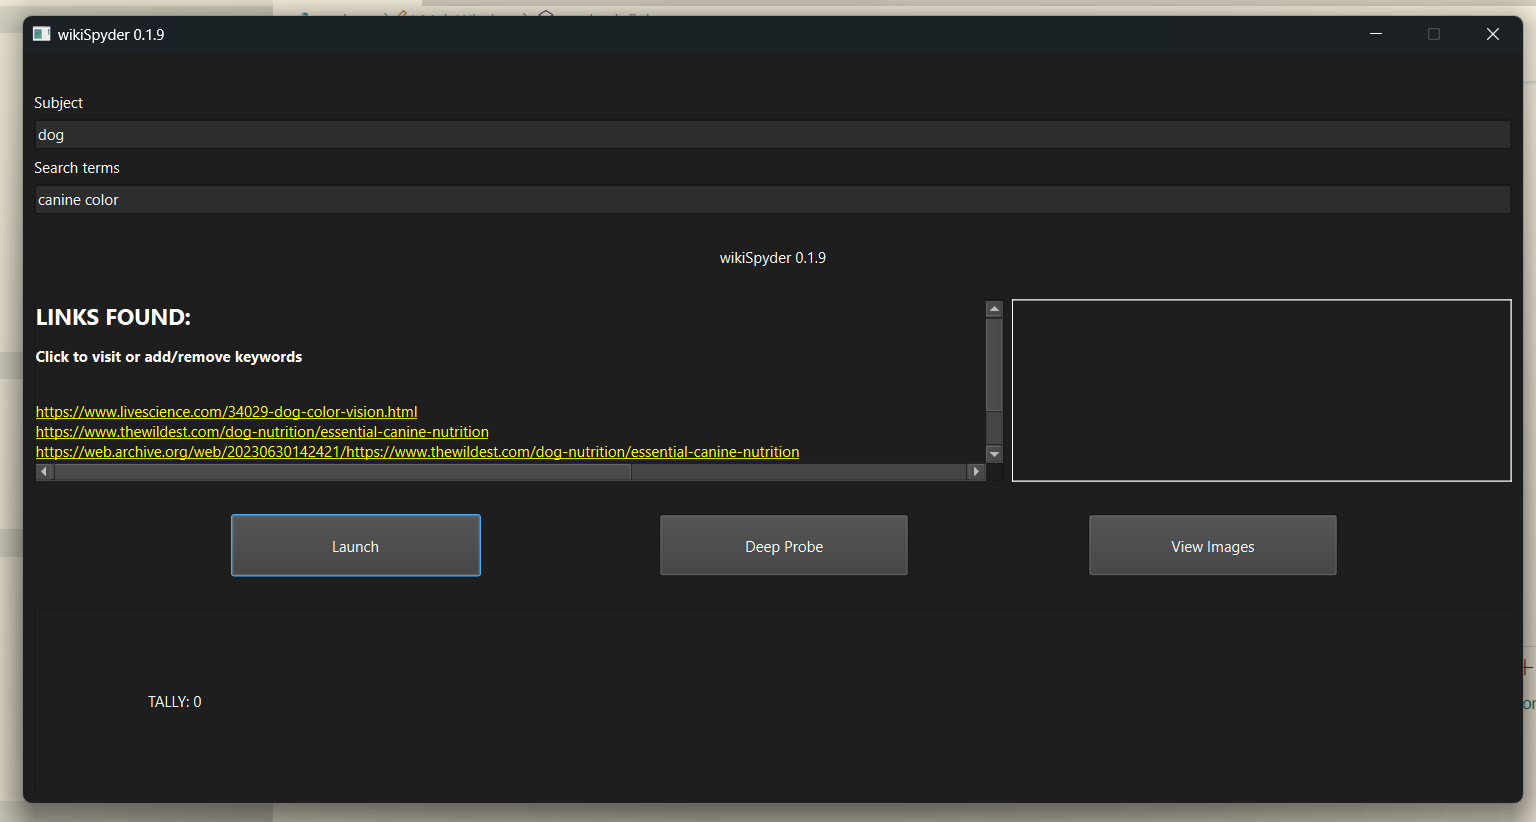 wikiSpyder 0.1.9
Subject
dog
Search terms
canine color
wikiSpyder 0.1.9
LINKS FOUND:
Click to visit or add/remove keywords
https://www.livescience.com/34029-dog-color-vision.html
https://www.thewildest.com/dog-nutrition/essential-canine-nutrition
https://web.archive.org/web/20230630142421/https://www.thewildest.com/dog-nutrition/essential-canine-nutrition
Launch
Deep Probe
View Images
TALLY: 0